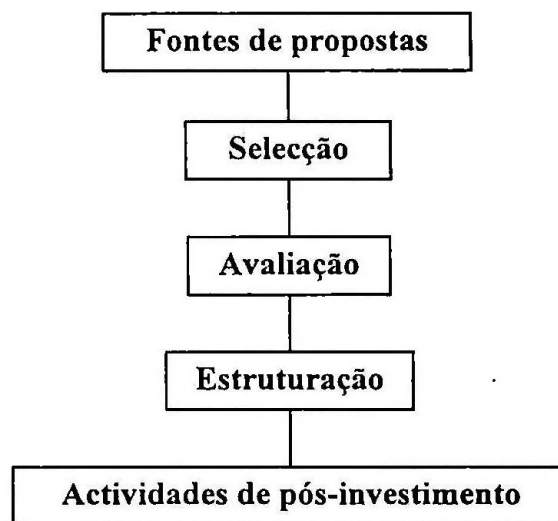 Fontes de propostas
Selecção
Avaliação
Estruturação
Actividades de pós-investimento